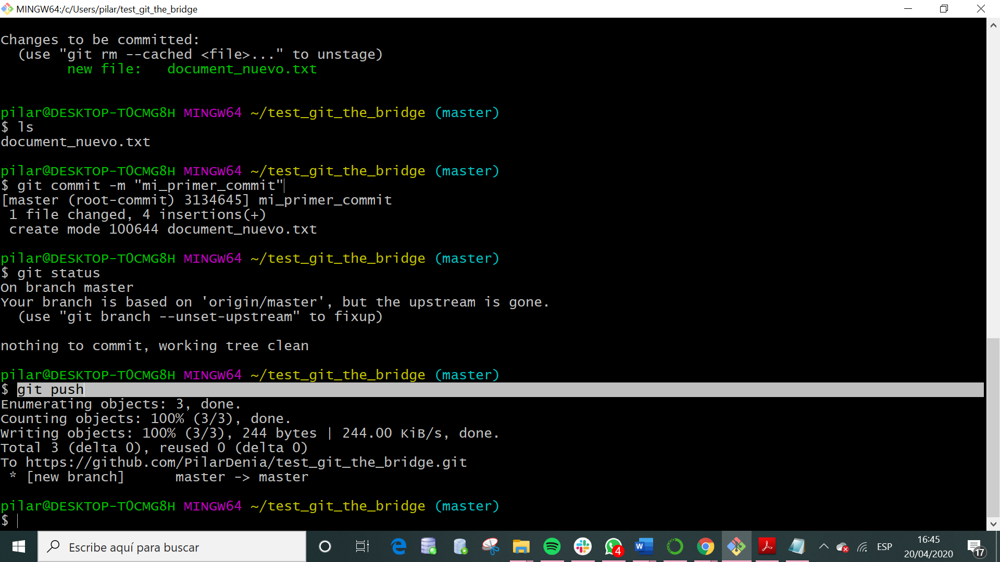 MINGW64:/c/Users/pilar/test_git_the_bridge
Changes to be committed:
  (use "git rm --cached <file>..." to unstage)
        new file:   document_nuevo.txt
pilar@DESKTOP-T0CMG8H MINGW64 ~/test_git_the_bridge (master)
$ ls
document_nuevo.txt
pilar@DESKTOP-T0CMG8H MINGW64 ~/test_git_the_bridge (master)
$ git commit -m "mi_primer_commit"
[master (root-commit) 3134645] mi_primer_commit
 1 file changed, 4 insertions(+)
 create mode 100644 document_nuevo.txt
pilar@DESKTOP-T0CMG8H MINGW64 ~/test_git_the_bridge (master)
$ git status
On branch master
Your branch is based on 'origin/master', but the upstream is gone.
  (use "git branch --unset-upstream" to fixup)
nothing to commit, working tree clean
pilar@DESKTOP-T0CMG8H MINGW64 ~/test_git_the_bridge (master)
$ git push
Enumerating objects: 3, done.
Counting objects: 100% (3/3), done.
Writing objects: 100% (3/3), 244 bytes | 244.00 KiB/s, done.
Total 3 (delta 0), reused 0 (delta 0)
To https://github.com/PilarDenia/test_git_the_bridge.git
 * [new branch]      master -> master
pilar@DESKTOP-T0CMG8H MINGW64 ~/test_git_the_bridge (master)
$
Escribe aquí para buscar
4
W
ESP
16:45
20/04/2020
17